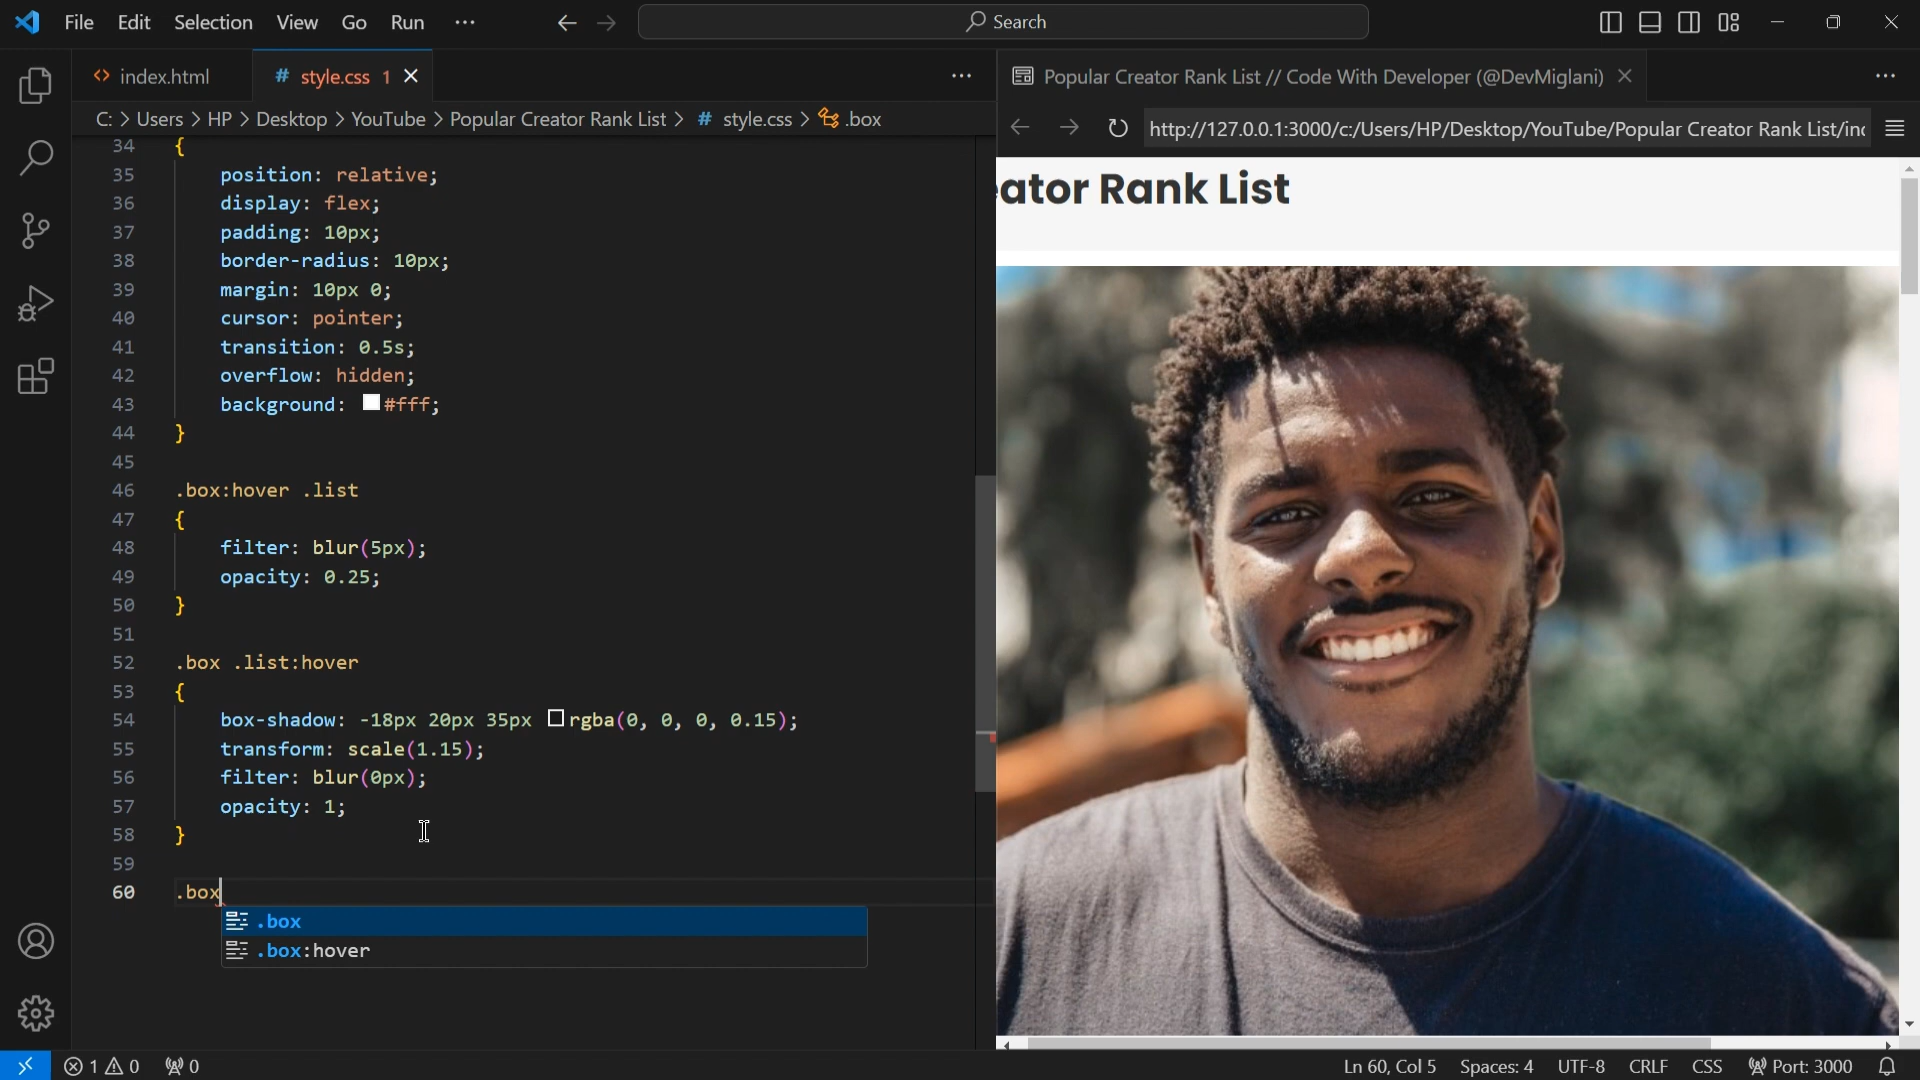 File Edit Selection View Go Run ··· Search
index.html # style.css 1
Popular Creator Rank List // Code With Developer (@DevMiglani)
C: > Users > HP > Desktop > YouTube > Popular Creator Rank List > # style.css > .box
http://127.0.0.1:3000/c:/Users/HP/Desktop/YouTube/Popular Creator Rank List/in
34 {
35 position: relative;
36 display: flex;
37 padding: 10px;
38 border-radius: 10px;
39 margin: 10px 0;
40 cursor: pointer;
41 transition: 0.5s;
42 overflow: hidden;
43 background: #fff;
44 }
45
46 .box:hover .list
47 {
48 filter: blur(5px);
49 opacity: 0.25;
50 }
51
52 .box .list:hover
53 {
54 box-shadow: -18px 20px 35px rgba(0, 0, 0, 0.15);
55 transform: scale(1.15);
56 filter: blur(0px);
57 opacity: 1;
58 }
59
60 .box
.box
.box:hover
ator Rank List
1 0 0 Ln 60, Col 5 Spaces: 4 UTF-8 CRLF CSS Port: 3000